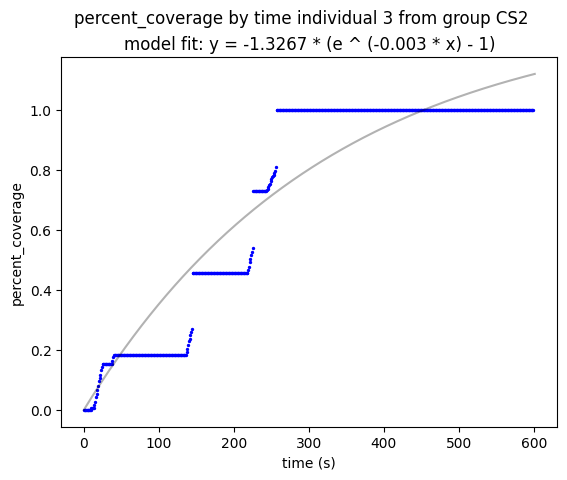 percent_coverage by time individual 3 from group CS2
model fit: y = -1.3267 * (e ^ (-0.003 * x) - 1)
1.0
0.8
0.6
0.4
0.2
0.0
percent_coverage
0 100 200 300 400 500 600
time (s)